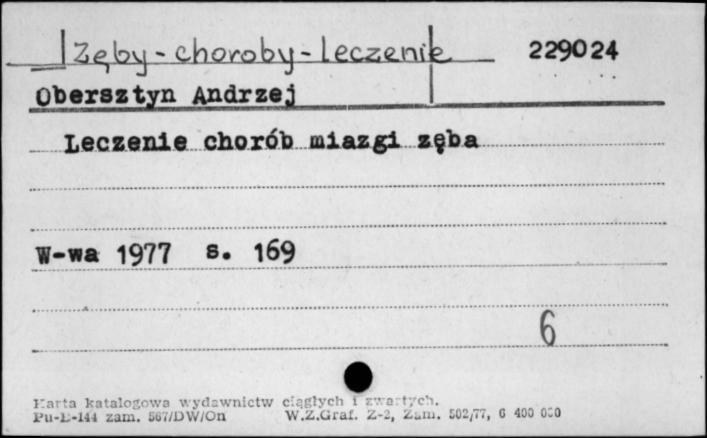 Zęby-choroby-leczenie 229024
Obersztyn Andrzej
Leczenie chorób miazgi zęba
W-wa 1977 s. 169
6
Karta katalogowa wydawnictw ciągłych i zwartych.
Pu-E-144 zam. 567/DW/On W.Z.Graf. Z-2, Zam. 502/77, 6 400 000